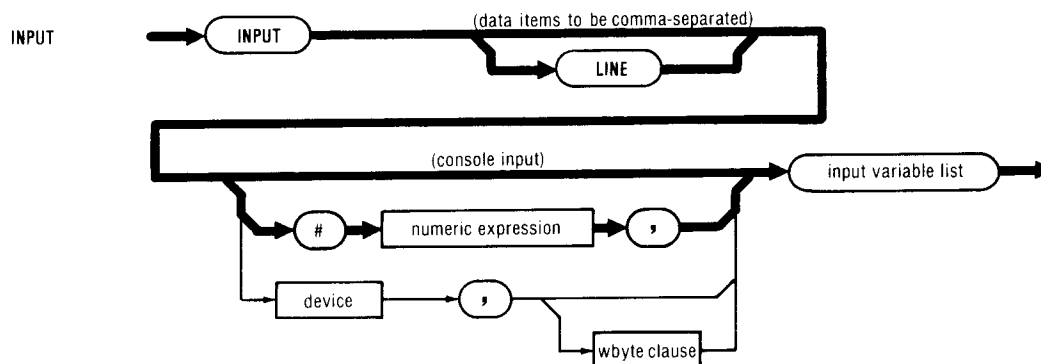 (data items to be comma-separated)
INPUT
INPUT
LINE
(console input)
input variable list
#
numeric expression
,
device
,
wbyte clause